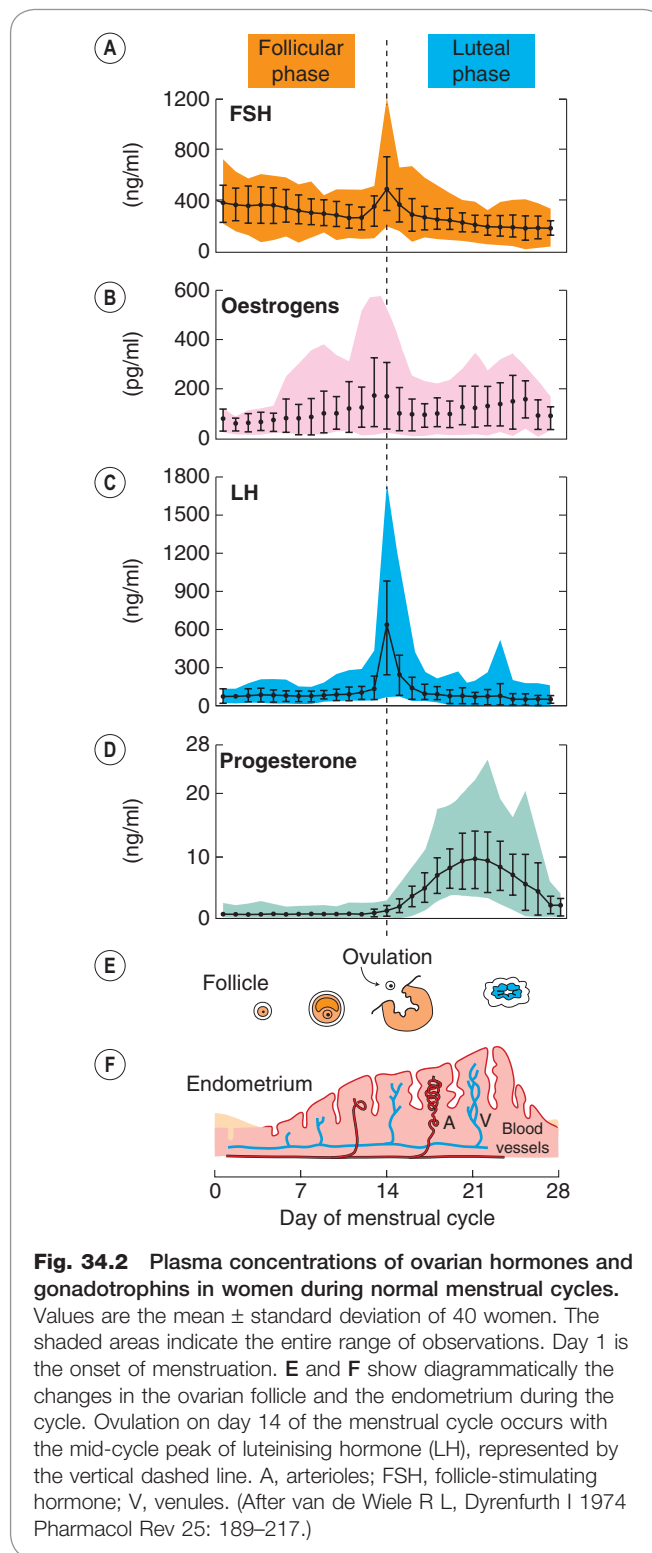 A
Follicular
phase
Luteal
phase
FSH
(ng/ml)
1200
800
400
0
B
Oestrogens
(pg/ml)
600
400
200
0
C
LH
(ng/ml)
1800
1500
1200
900
600
300
0
D
Progesterone
(ng/ml)
28
20
10
0
E
Follicle
Ovulation
F
Endometrium
A
V
Blood
vessels
0 7 14 21 28
Day of menstrual cycle
Fig. 34.2 Plasma concentrations of ovarian hormones and
gonadotrophins in women during normal menstrual cycles.
Values are the mean ± standard deviation of 40 women. The
shaded areas indicate the entire range of observations. Day 1 is
the onset of menstruation. E and F show diagrammatically the
changes in the ovarian follicle and the endometrium during the
cycle. Ovulation on day 14 of the menstrual cycle occurs with
the mid-cycle peak of luteinising hormone (LH), represented by
the vertical dashed line. A, arterioles; FSH, follicle-stimulating
hormone; V, venules. (After van de Wiele R L, Dyrenfurth I 1974
Pharmacol Rev 25: 189–217.)